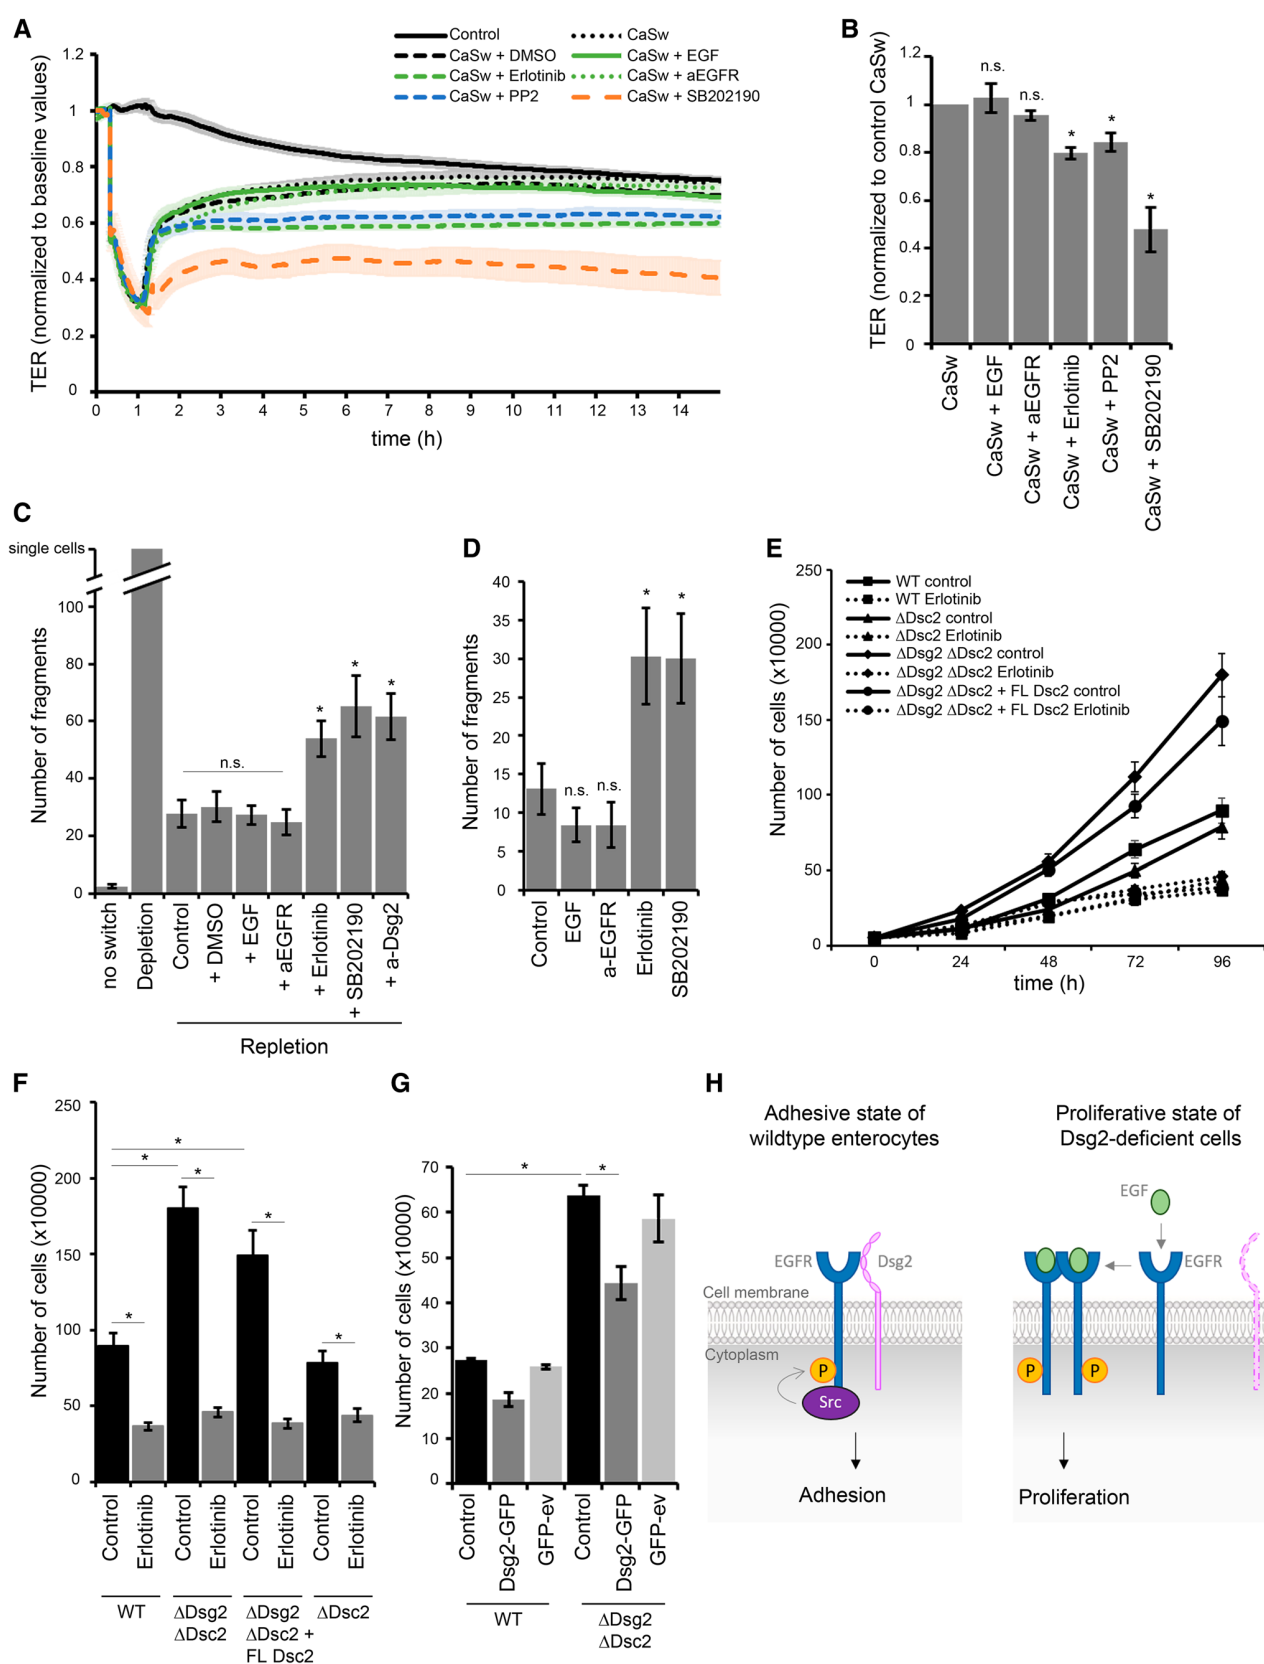 A
Control
CaSw
CaSw + DMSO
CaSw + EGF
CaSw + Erlotinib
CaSw + aEGFR
CaSw + PP2
CaSw + SB202190
TER (normalized to baseline values)
1.2
1
0.8
0.6
0.4
0.2
0
0 1 2 3 4 5 6 7 8 9 10 11 12 13 14
time (h)
B
TER (normalized to control CaSw)
1.2
1
0.8
0.6
0.4
0.2
0
n.s.
n.s.
*
*
*
CaSw
CaSw + EGF
CaSw + aEGFR
CaSw + Erlotinib
CaSw + PP2
CaSw + SB202190
C
single cells
Number of fragments
100
80
60
40
20
0
n.s.
*
*
*
no switch
Depletion
Control
+ DMSO
+ EGF
+ aEGFR
+ Erlotinib
+ SB202190
+ a-Dsg2
Repletion
D
Number of fragments
40
35
30
25
20
15
10
5
0
n.s.
n.s.
*
*
Control
EGF
a-EGFR
Erlotinib
SB202190
E
Number of cells (x10000)
250
200
150
100
50
0
WT control
WT Erlotinib
ΔDsc2 control
ΔDsc2 Erlotinib
ΔDsg2 ΔDsc2 control
ΔDsg2 ΔDsc2 Erlotinib
ΔDsg2 ΔDsc2 + FL Dsc2 control
ΔDsg2 ΔDsc2 + FL Dsc2 Erlotinib
0 24 48 72 96
time (h)
F
Number of cells (x10000)
250
200
150
100
50
0
*
*
*
*
*
*
Control
Erlotinib
Control
Erlotinib
Control
Erlotinib
Control
Erlotinib
WT
ΔDsg2
ΔDsc2
ΔDsg2
ΔDsc2 +
FL Dsc2
ΔDsc2
G
Number of cells (x10000)
70
60
50
40
30
20
10
0
*
*
Control
Dsg2-GFP
GFP-ev
Control
Dsg2-GFP
GFP-ev
WT
ΔDsg2
ΔDsc2
H
Adhesive state of
wildtype enterocytes
EGFR
Dsg2
Cell membrane
Cytoplasm
P
Src
Adhesion
Proliferative state of
Dsg2-deficient cells
EGF
EGFR
P
P
Proliferation